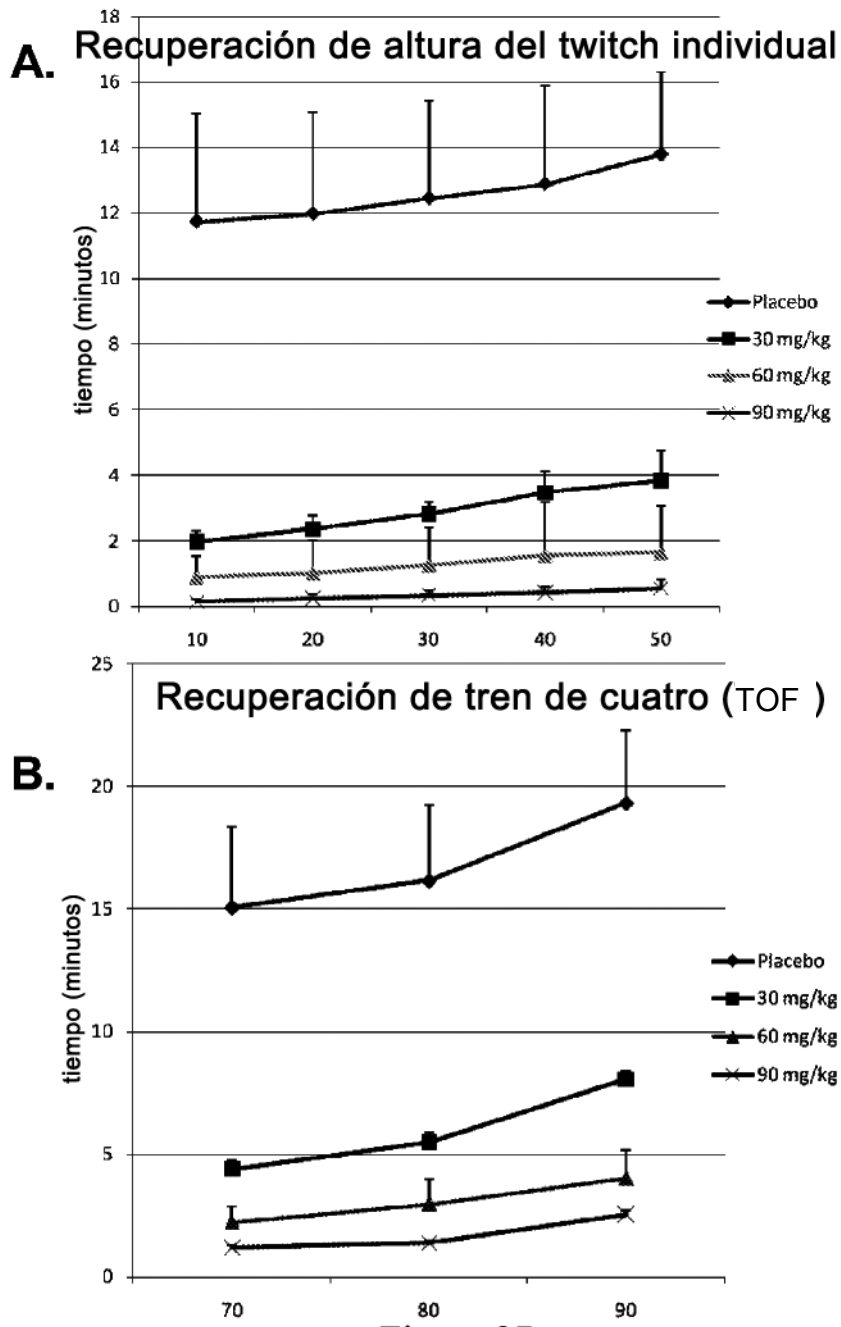 A.
Recuperación de altura del twitch individual
tiempo (minutos)
18
16
14
12
10
8
6
4
2
0
10 20 30 40 50
Placebo
30 mg/kg
60 mg/kg
90 mg/kg
B.
Recuperación de tren de cuatro (TOF )
tiempo (minutos)
25
20
15
10
5
0
70 80 90
Placebo
30 mg/kg
60 mg/kg
90 mg/kg